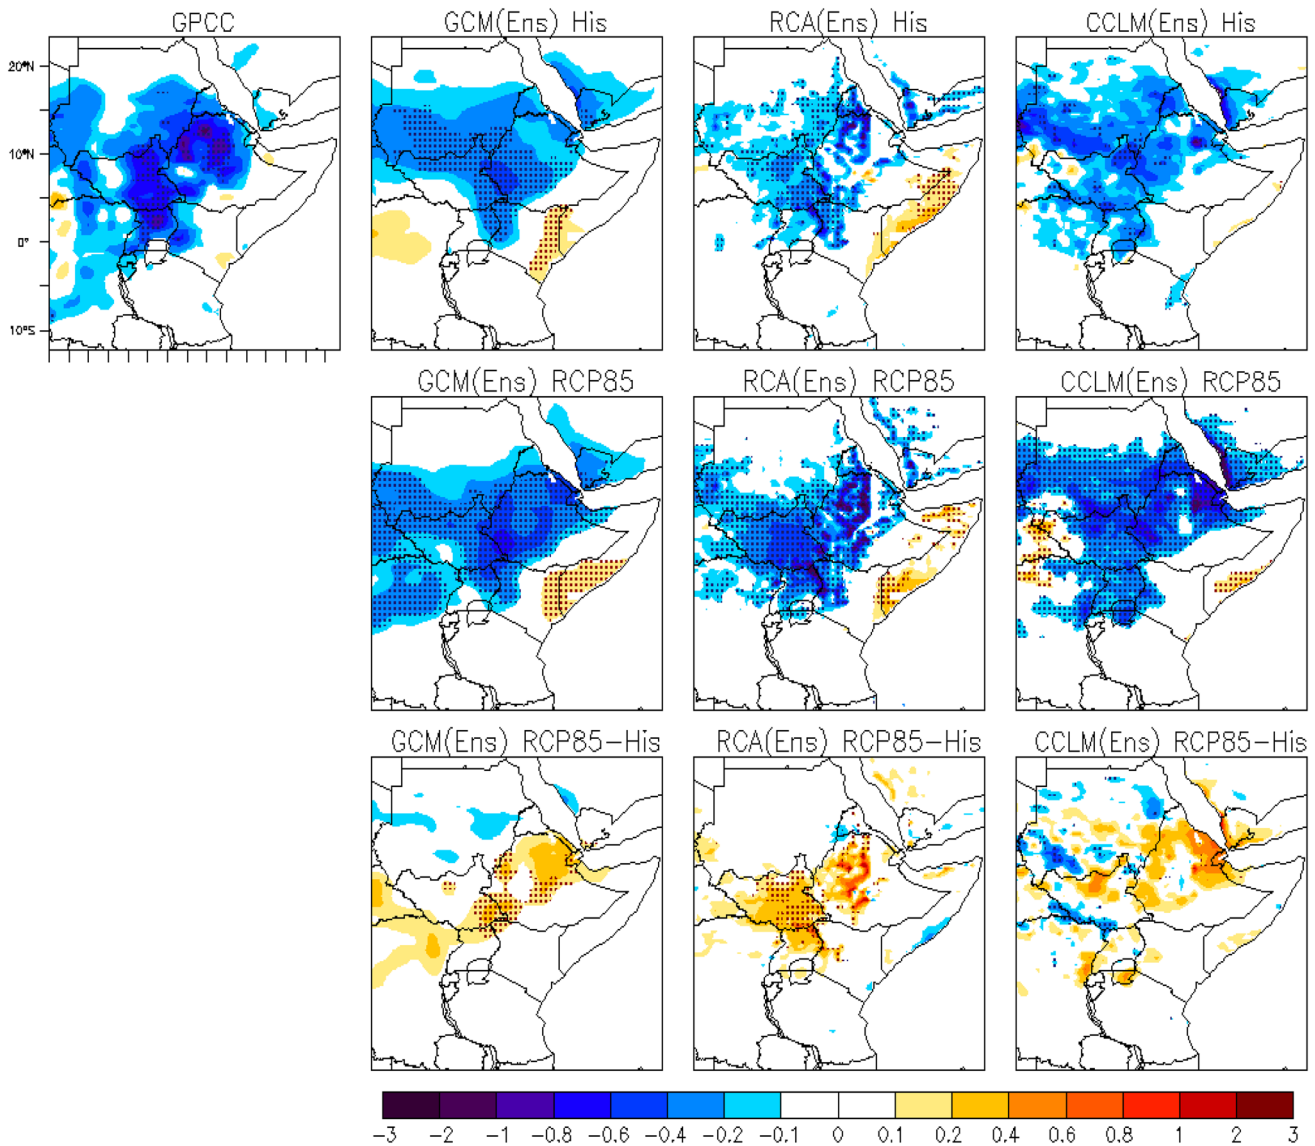 GPCC
GCM(Ens) His
RCA(Ens) His
CCLM(Ens) His
20°N
10°N
0°
10°S
GCM(Ens) RCP85
RCA(Ens) RCP85
CCLM(Ens) RCP85
GCM(Ens) RCP85-His
RCA(Ens) RCP85-His
CCLM(Ens) RCP85-His
-3 -2 -1 -0.8 -0.6 -0.4 -0.2 -0.1 0 0.1 0.2 0.4 0.6 0.8 1 2 3